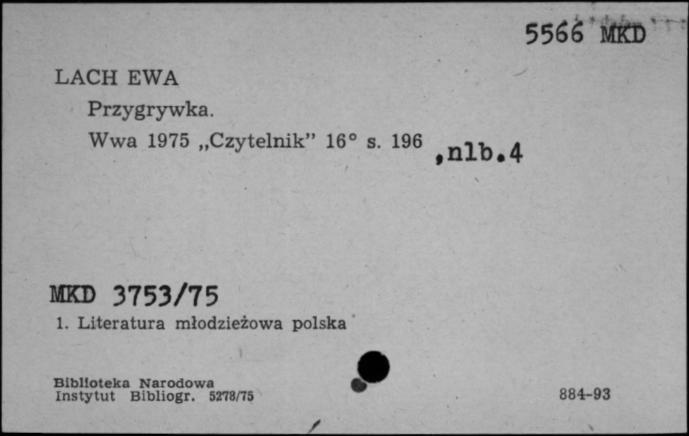 5566 MKD
LACH EWA
Przygrywka.
Wwa 1975 „Czytelnik” 16° s. 196 ,nlb.4
MKD 3753/75
1. Literatura młodzieżowa polska
Biblioteka Narodowa
Instytut Bibliogr. 5278/75
884-93